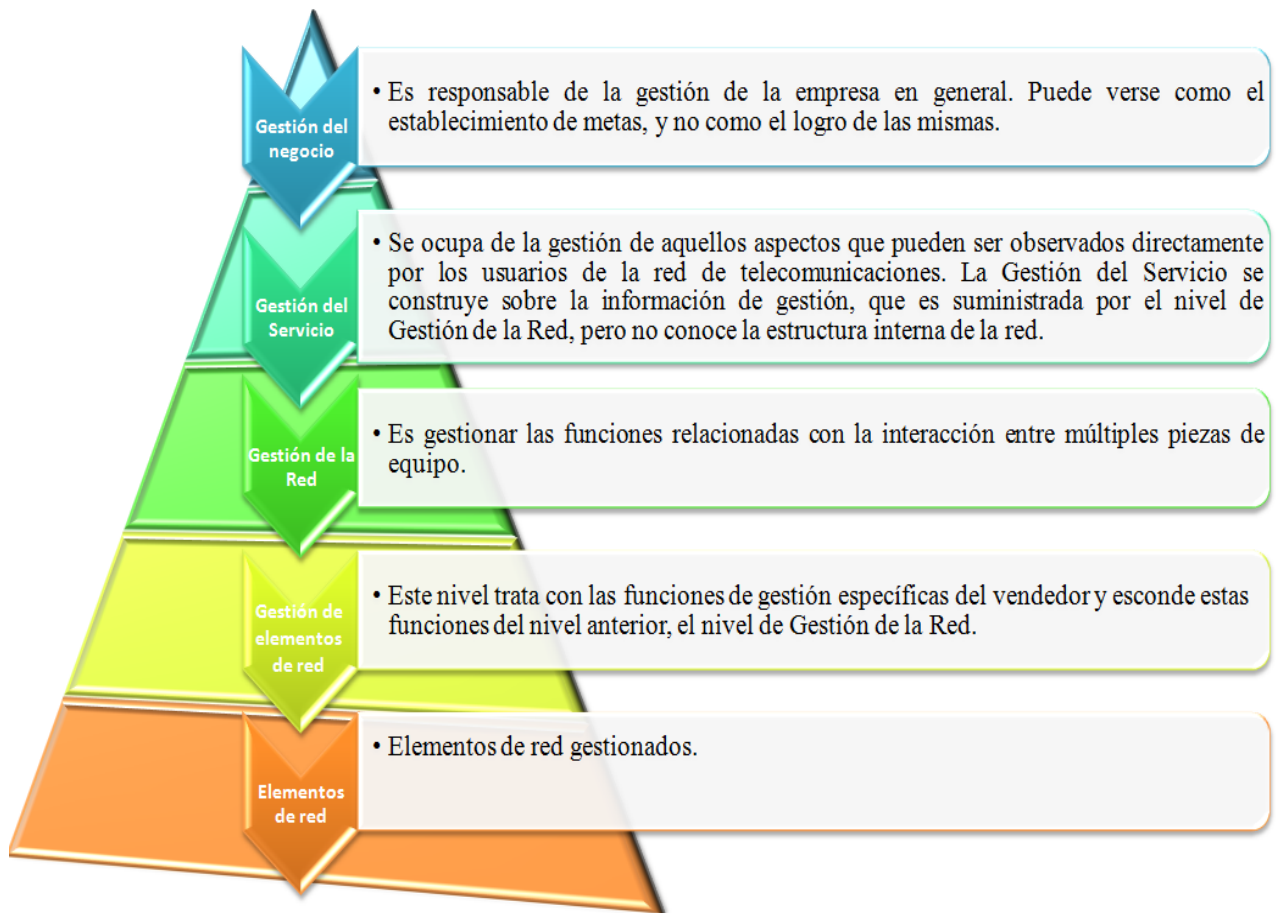 Gestión del
negocio
• Es responsable de la gestión de la empresa en general. Puede verse como el
establecimiento de metas, y no como el logro de las mismas.
Gestión del
Servicio
• Se ocupa de la gestión de aquellos aspectos que pueden ser observados directamente
por los usuarios de la red de telecomunicaciones. La Gestión del Servicio se
construye sobre la información de gestión, que es suministrada por el nivel de
Gestión de la Red, pero no conoce la estructura interna de la red.
Gestión de la
Red
• Es gestionar las funciones relacionadas con la interacción entre múltiples piezas de
equipo.
Gestión de
elementos
de red
• Este nivel trata con las funciones de gestión específicas del vendedor y esconde estas
funciones del nivel anterior, el nivel de Gestión de la Red.
Elementos
de red
• Elementos de red gestionados.